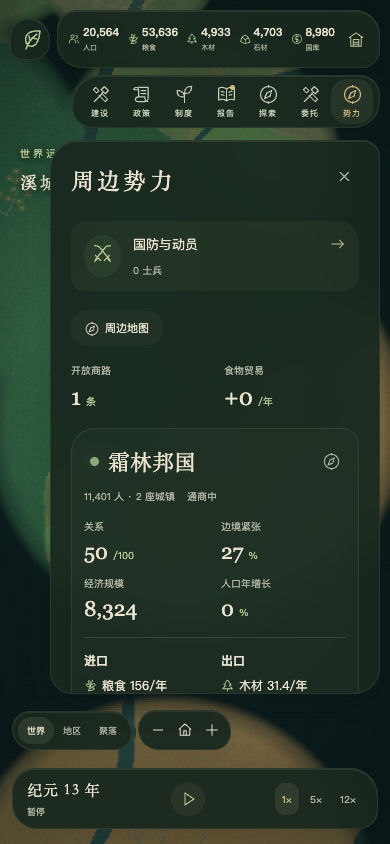 20,564 53,636 4,933 4,703 8,980
人口 粮食 木材 石材 国库
建设 政策 制度 报告 探索 委托 势力
世界远
溪城
周边势力
国防与动员
0 士兵
周边地图
开放商路 食物贸易
1 条 +0 /年
霜林邦国
11,401 人 · 2 座城镇 通商中
关系 边境紧张
50 /100 27 %
经济规模 人口年增长
8,324 0 %
进口 出口
粮食 156/年 木材 31.4/年
世界 地区 聚落
纪元 13 年
暂停
1× 5× 12×